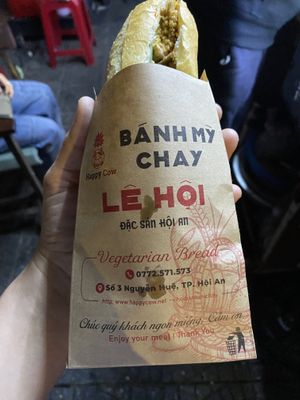 BÁNH MỲ
CHAY
Happy Cow
LÊ HỘI
ĐẶC SẢN HỘI AN
Vegetarian Bread
0772.571.573
Số 3 Nguyễn Huệ, TP. Hội An
http: www.happycow.net
Chúc quý khách ngon miệng, Cảm ơn
Enjoy your meal / Thank you